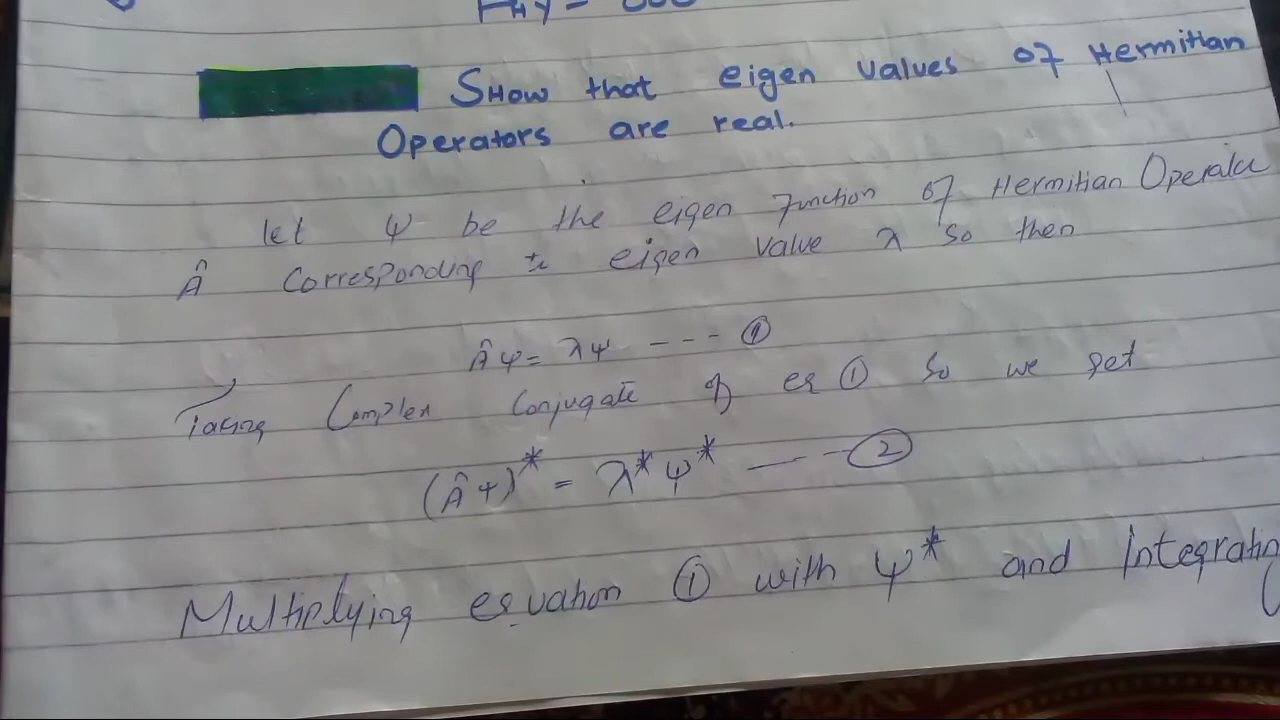 Show that eigen values of Hermitian
Operators are real.
let ψ be the eigen function of Hermitian
Â Corresponding to eigen value λ so then
Âψ = λψ --- ①
Taking Complex Conjugate of eq ① so we get
(Âψ)* = λ*ψ* --- ②
Multiplying equation ① with ψ* and Integratin